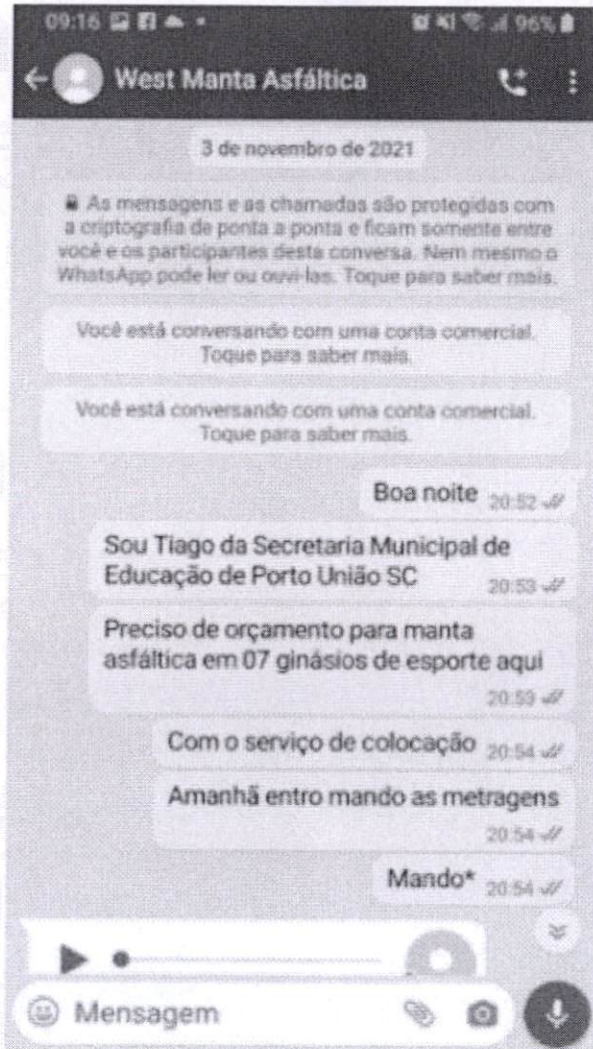 09:16
96%
West Manta Asfáltica
3 de novembro de 2021
As mensagens e as chamadas são protegidas com
a criptografia de ponta a ponta e ficam somente entre
você e os participantes desta conversa. Nem mesmo o
WhatsApp pode ler ou ouvi-las. Toque para saber mais.
Você está conversando com uma conta comercial.
Toque para saber mais.
Você está conversando com uma conta comercial.
Toque para saber mais.
Boa noite 20:52
Sou Tiago da Secretaria Municipal de
Educação de Porto União SC 20:53
Preciso de orçamento para manta
asfáltica em 07 ginásios de esporte aqui
20:53
Com o serviço de colocação 20:54
Amanhã entro mando as metragens
20:54
Mando* 20:54
Mensagem